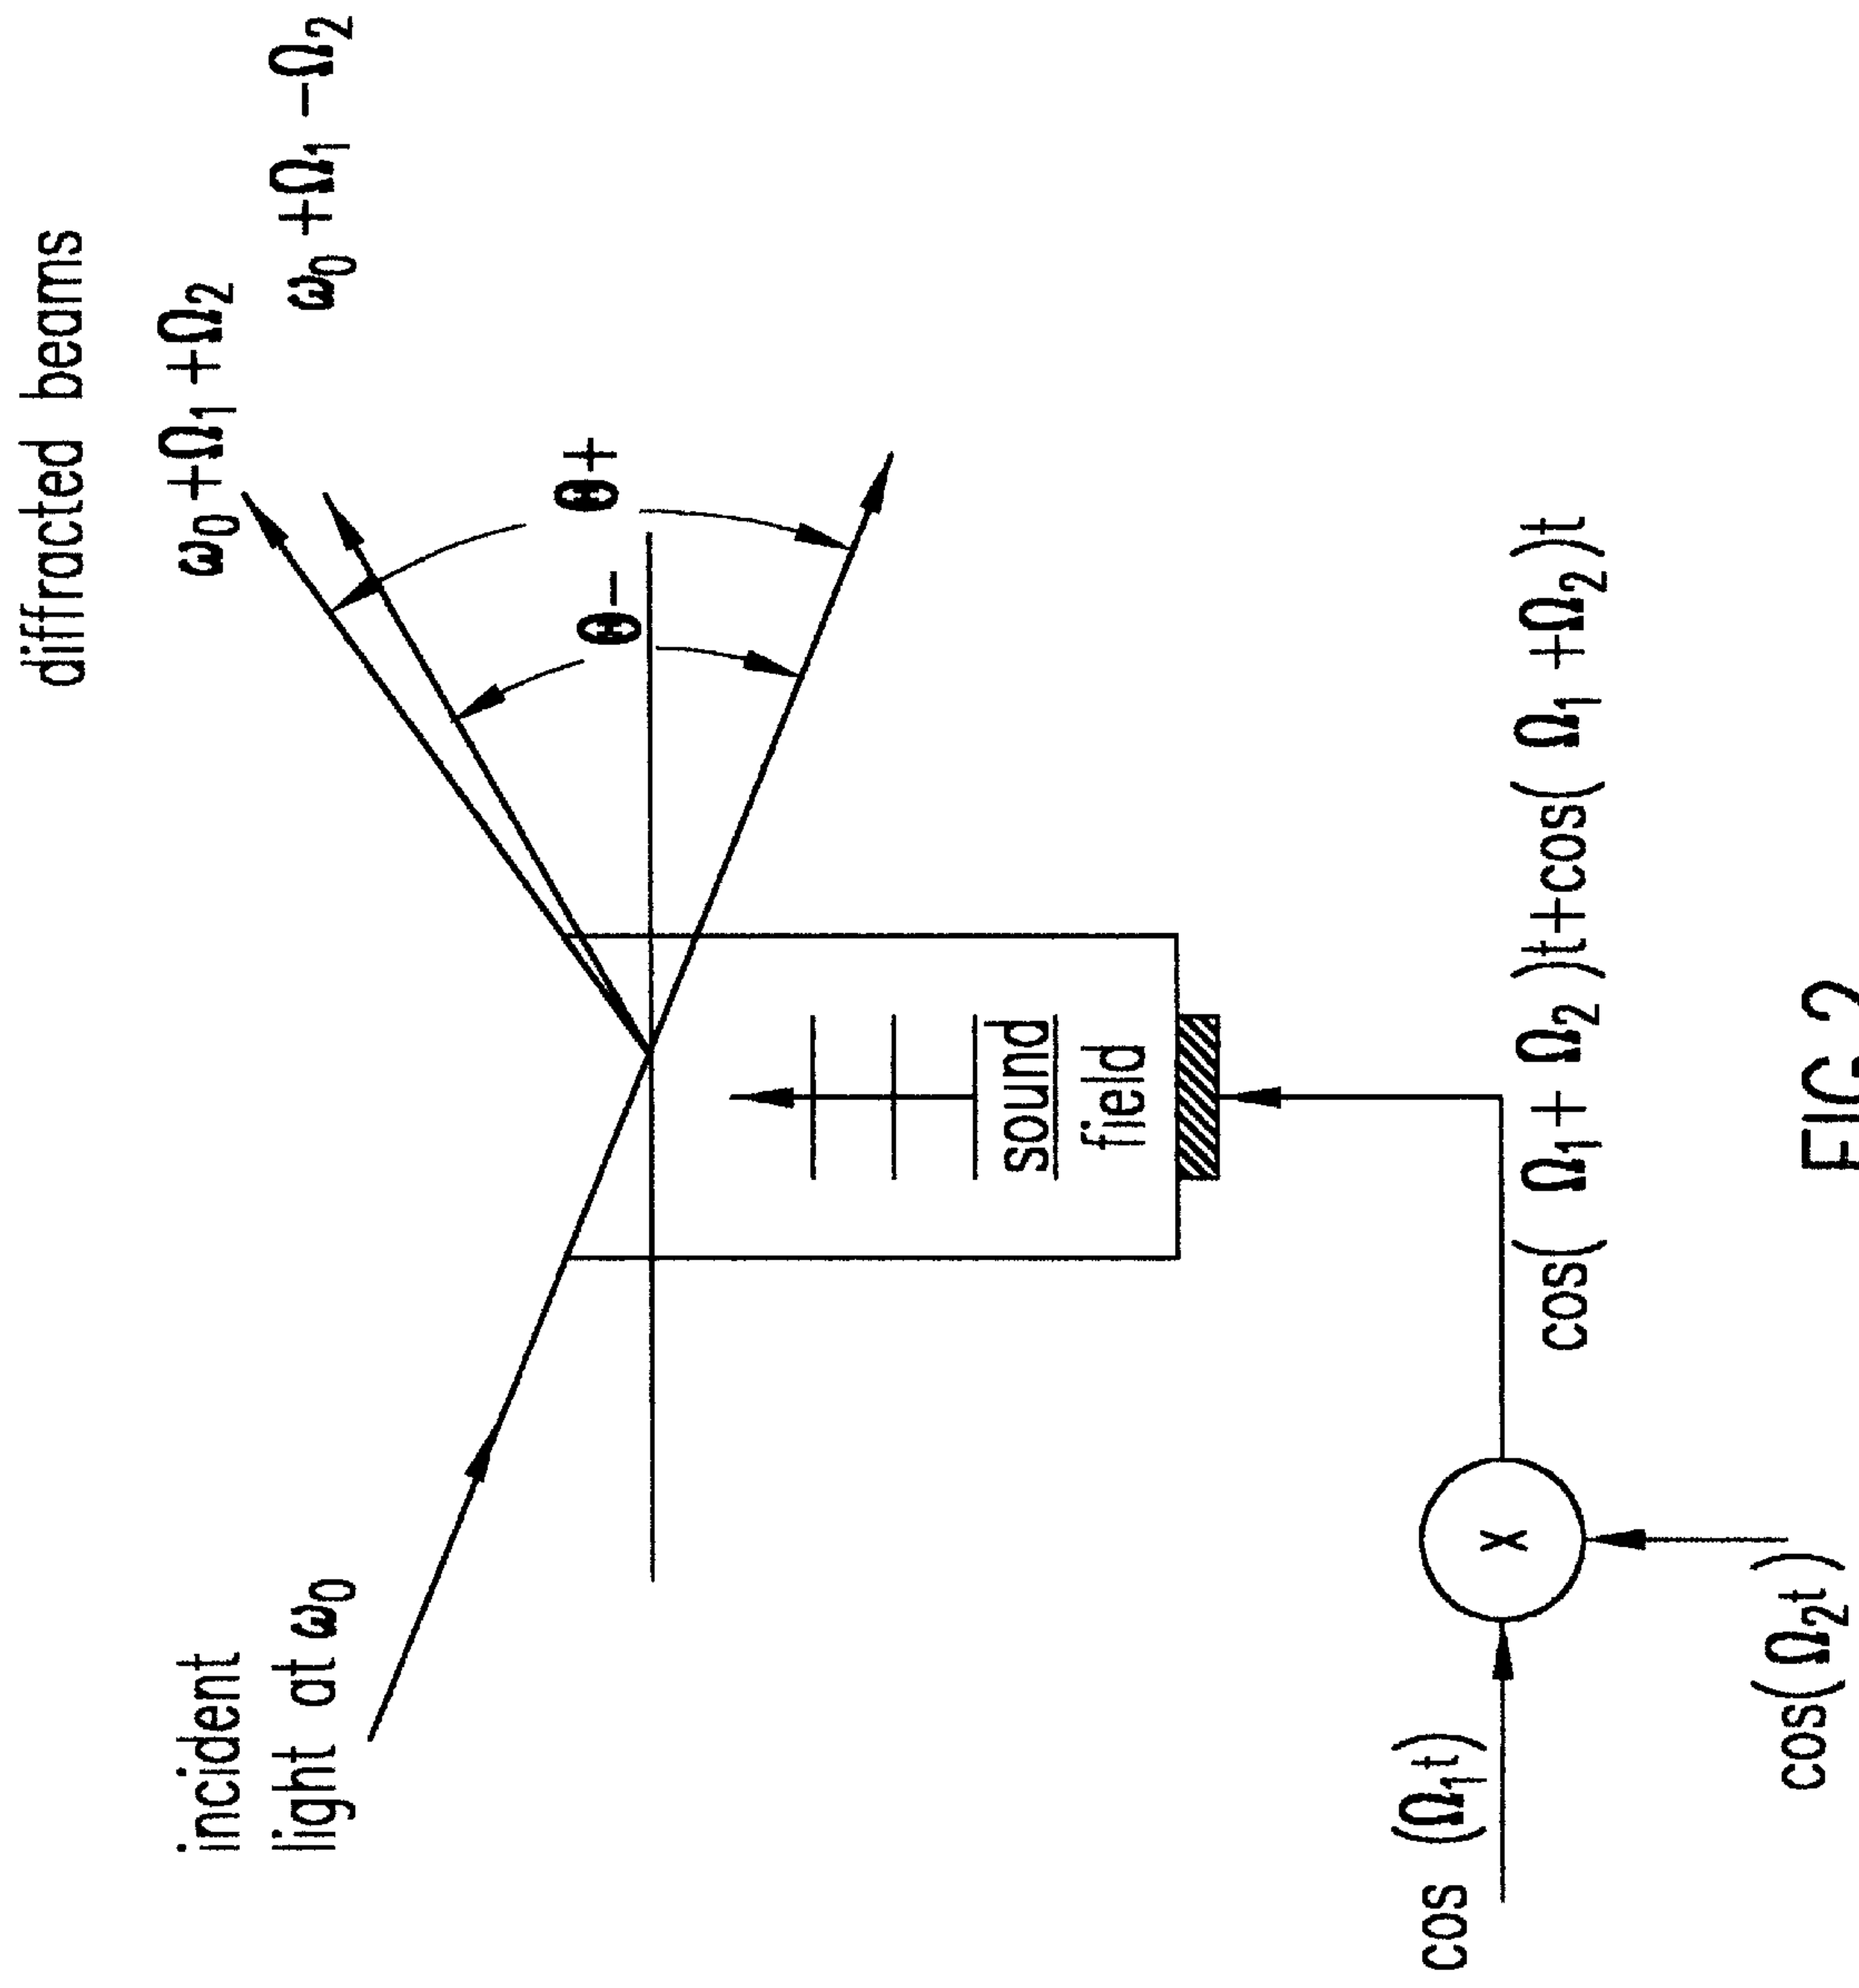 diffracted beams
ω₀+Ω₁+Ω₂
ω₀+Ω₁−Ω₂
incident
light at ω₀
θ+
θ−
sound
field
cos (Ω₁t)
x
cos(Ω₂t)
cos(Ω₁+Ω₂)t+cos(Ω₁+Ω₂)t
FIG.2